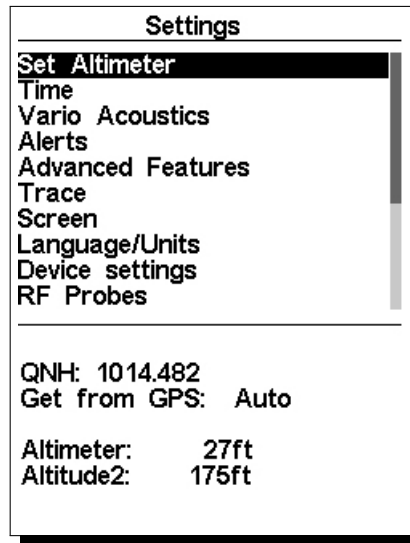 Settings
Set Altimeter
Time
Vario Acoustics
Alerts
Advanced Features
Trace
Screen
Language/Units
Device settings
RF Probes
QNH: 1014.482
Get from GPS: Auto
Altimeter: 27ft
Altitude2: 175ft